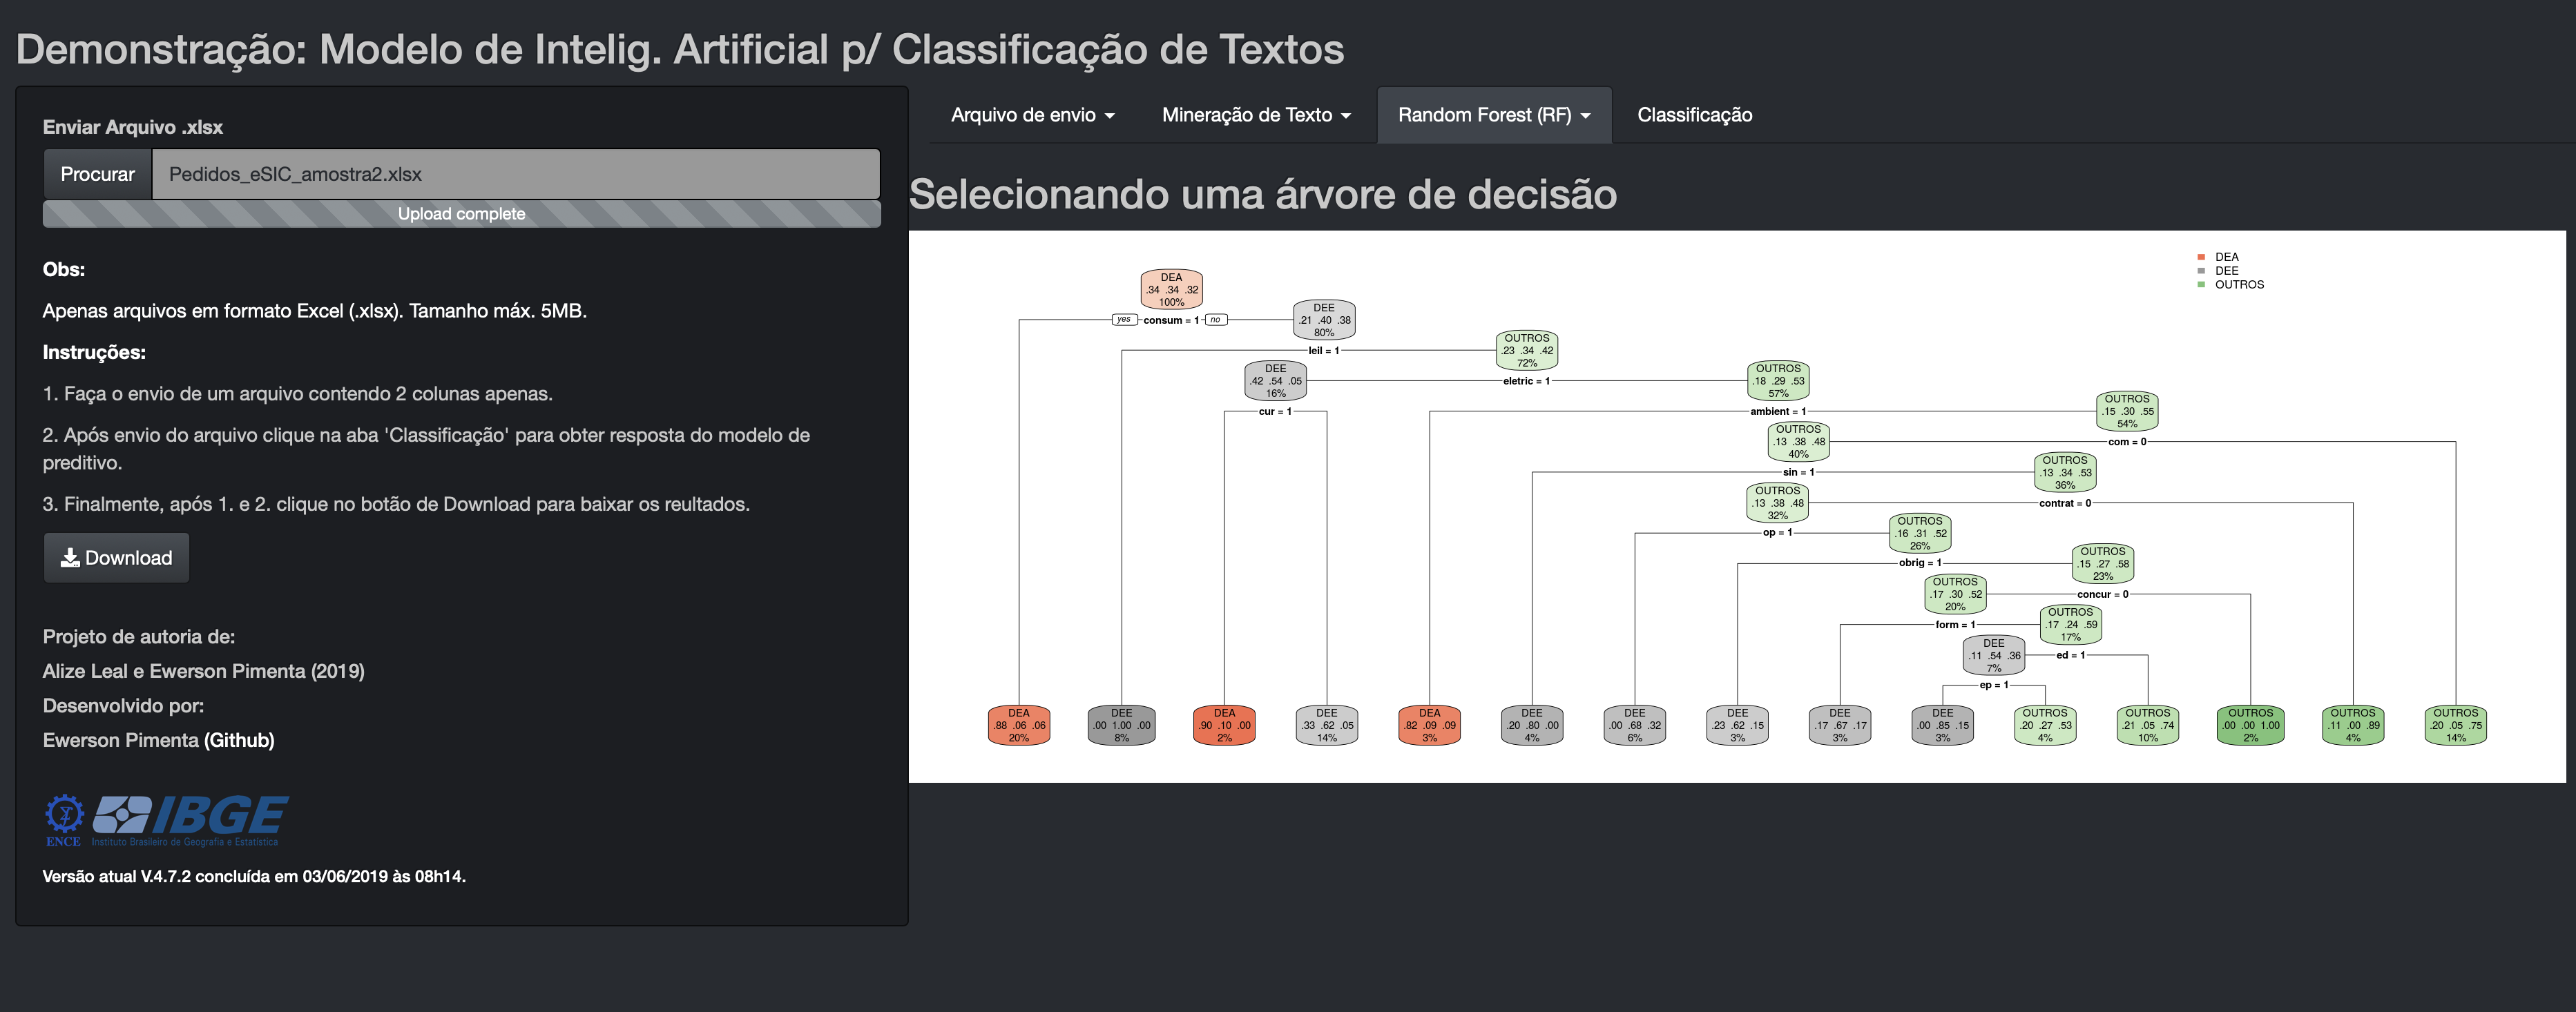 Demonstração: Modelo de Intelig. Artificial p/ Classificação de Textos
Enviar Arquivo .xlsx
Procurar
Pedidos_eSIC_amostra2.xlsx
Upload complete
Obs:
Apenas arquivos em formato Excel (.xlsx). Tamanho máx. 5MB.
Instruções:
1. Faça o envio de um arquivo contendo 2 colunas apenas.
2. Após envio do arquivo clique na aba 'Classificação' para obter resposta do modelo de
preditivo.
3. Finalmente, após 1. e 2. clique no botão de Download para baixar os reultados.
Download
Projeto de autoria de:
Alize Leal e Ewerson Pimenta (2019)
Desenvolvido por:
Ewerson Pimenta (Github)
ENCE
IBGE
Instituto Brasileiro de Geografia e Estatística
Versão atual V.4.7.2 concluída em 03/06/2019 às 08h14.
Arquivo de envio
Mineração de Texto
Random Forest (RF)
Classificação
Selecionando uma árvore de decisão
DEA
DEE
OUTROS
DEA
.34 .34 .32
100%
yes consum = 1 no
DEE
.21 .40 .38
80%
leil = 1
OUTROS
.23 .34 .42
72%
eletric = 1
DEE
.42 .54 .05
16%
cur = 1
OUTROS
.18 .29 .53
57%
ambient = 1
OUTROS
.15 .30 .55
54%
com = 0
OUTROS
.13 .38 .48
40%
sin = 1
OUTROS
.13 .34 .53
36%
contrat = 0
OUTROS
.13 .38 .48
32%
op = 1
OUTROS
.16 .31 .52
26%
obrig = 1
OUTROS
.15 .27 .58
23%
concur = 0
OUTROS
.17 .30 .52
20%
form = 1
OUTROS
.17 .24 .59
17%
ed = 1
DEE
.11 .54 .36
7%
ep = 1
DEA
.88 .06 .06
20%
DEE
.00 1.00 .00
8%
DEA
.90 .10 .00
2%
DEE
.33 .62 .05
14%
DEA
.82 .09 .09
3%
DEE
.20 .80 .00
4%
DEE
.00 .68 .32
6%
DEE
.23 .62 .15
3%
DEE
.17 .67 .17
3%
DEE
.00 .85 .15
3%
OUTROS
.20 .27 .53
4%
OUTROS
.21 .05 .74
10%
OUTROS
.00 .00 1.00
2%
OUTROS
.11 .00 .89
4%
OUTROS
.20 .05 .75
14%